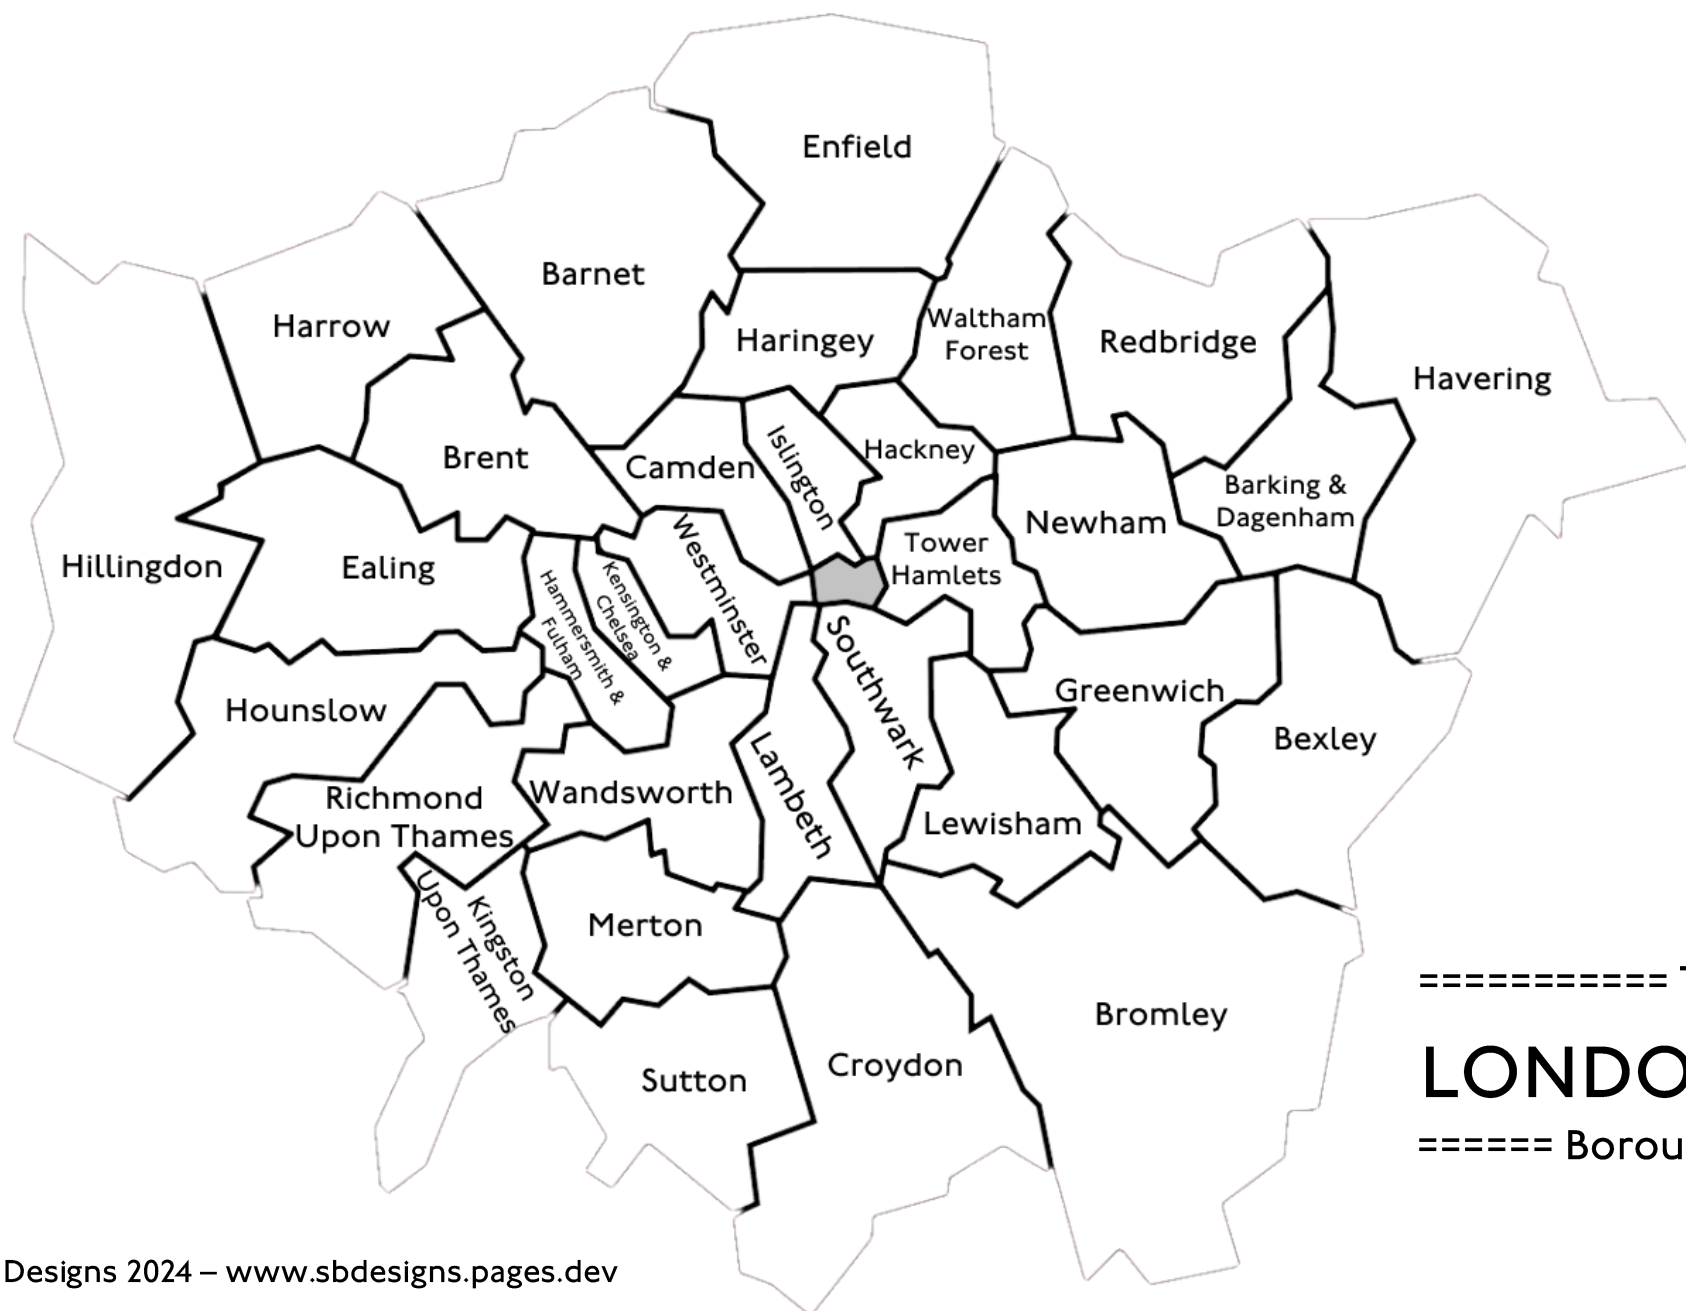 Enfield
Barnet
Harrow
Haringey
Waltham
Forest
Redbridge
Havering
Brent
Camden
Islington
Hackney
Barking &
Dagenham
Newham
Tower
Hamlets
Hillingdon
Ealing
Hammersmith &
Fulham
Kensington &
Chelsea
Westminster
Southwark
Greenwich
Hounslow
Bexley
Richmond
Upon Thames
Wandsworth
Lambeth
Lewisham
Kingston
Upon Thames
Merton
Bromley
Sutton
Croydon
===========
LONDO
====== Borou
Designs 2024 – www.sbdesigns.pages.dev